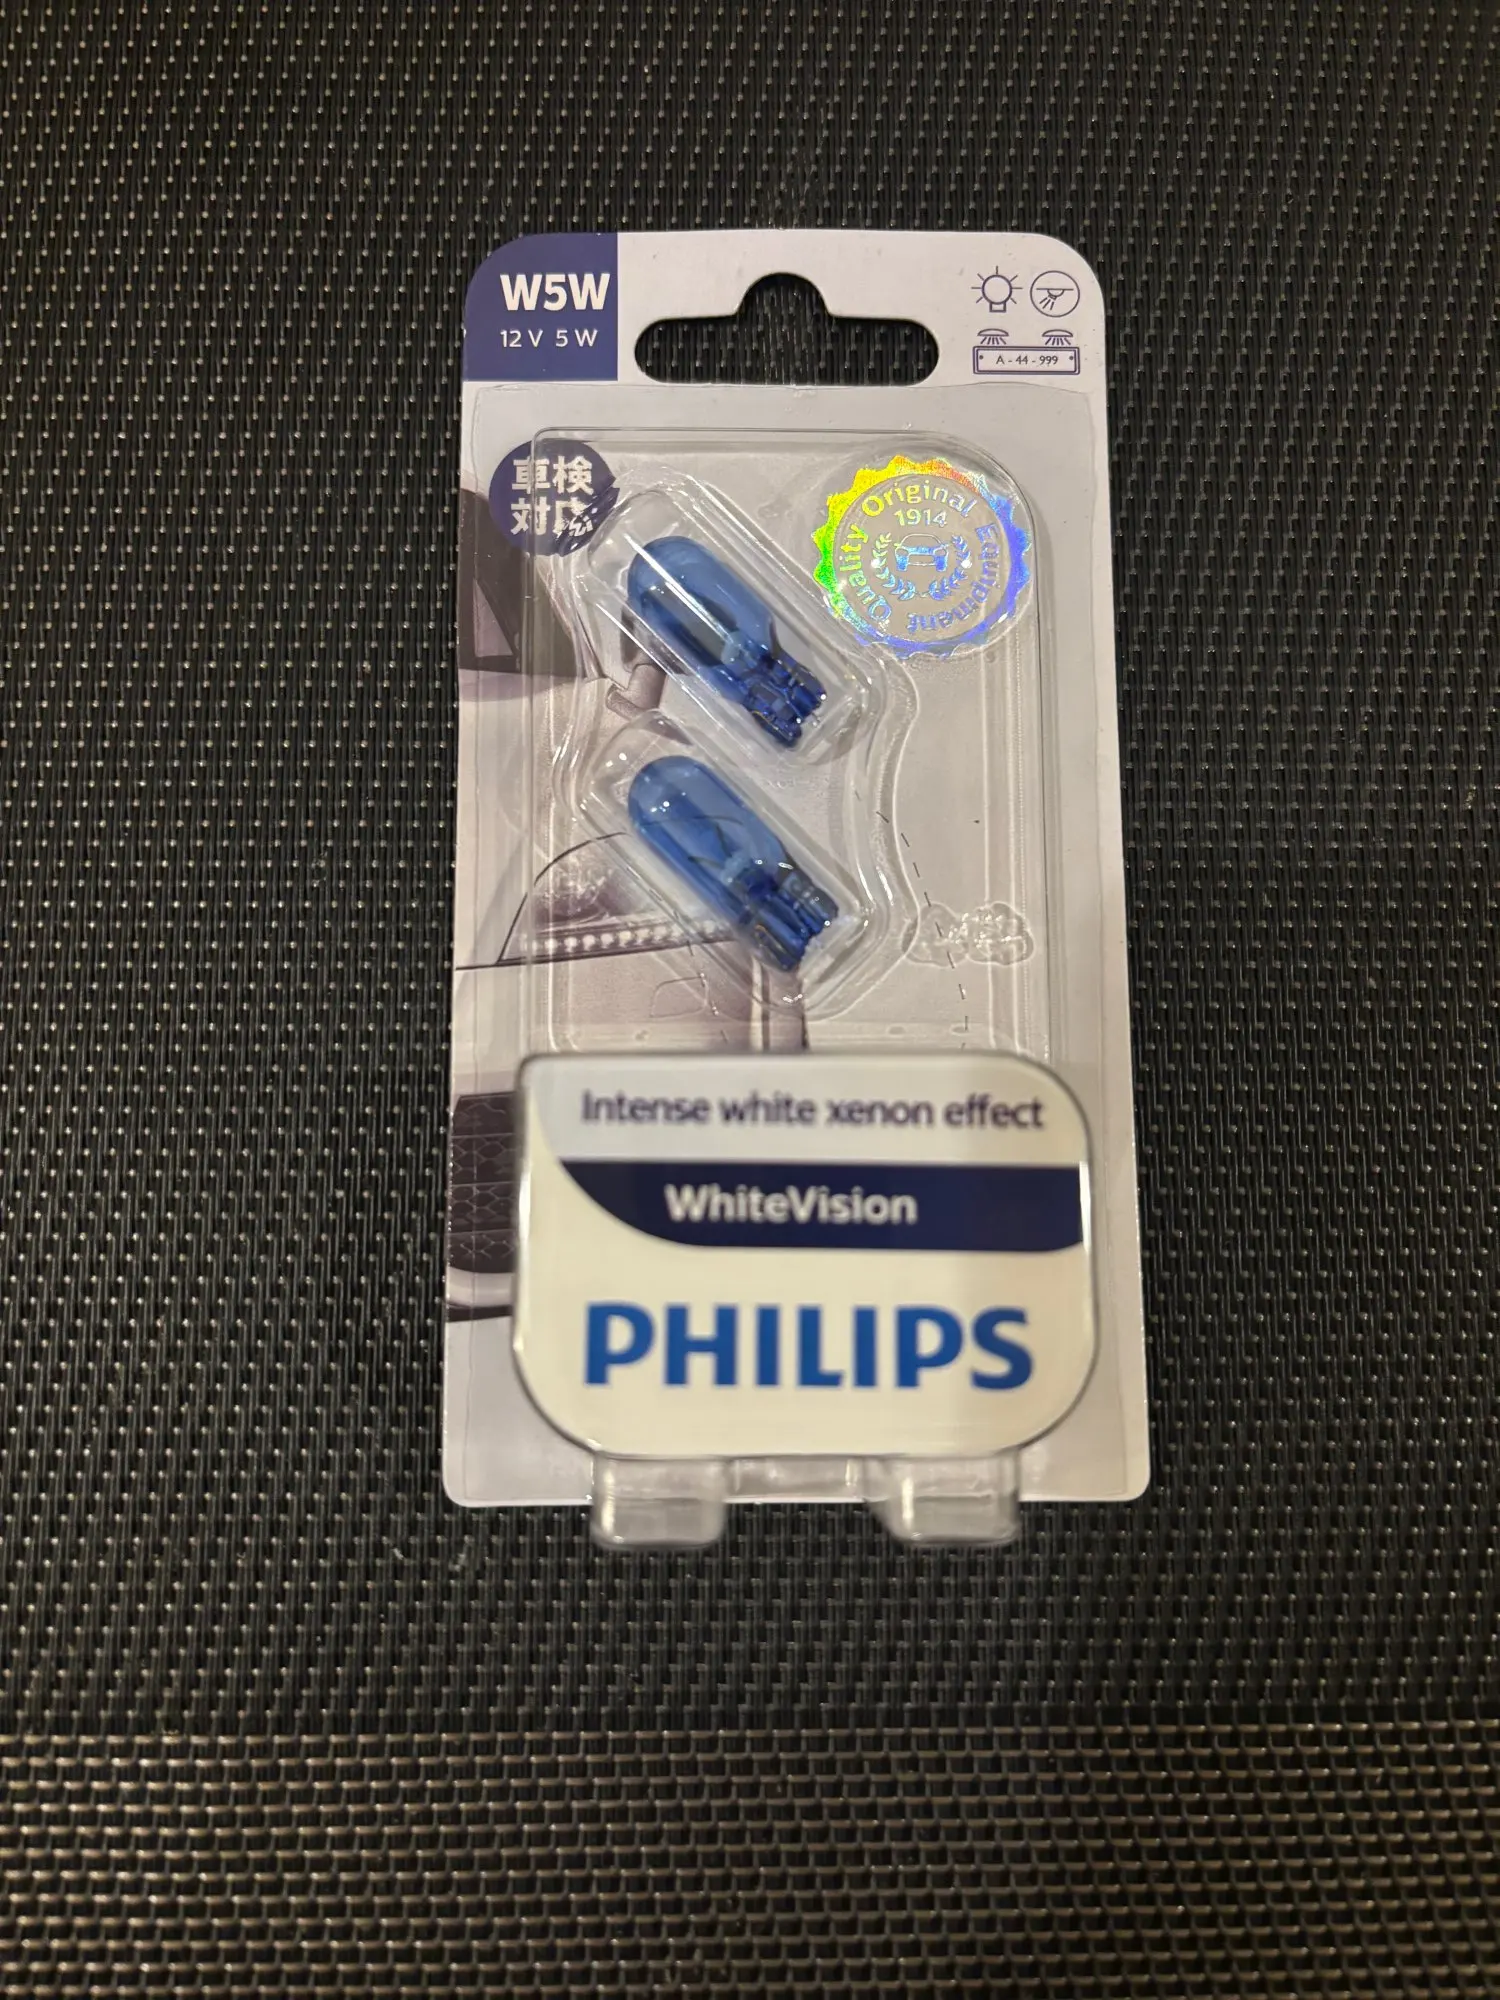 W5W
12 V 5 W
A - 44 - 999
車検
対応
Quality Original Equipment
1914
Intense white xenon effect
WhiteVision
PHILIPS